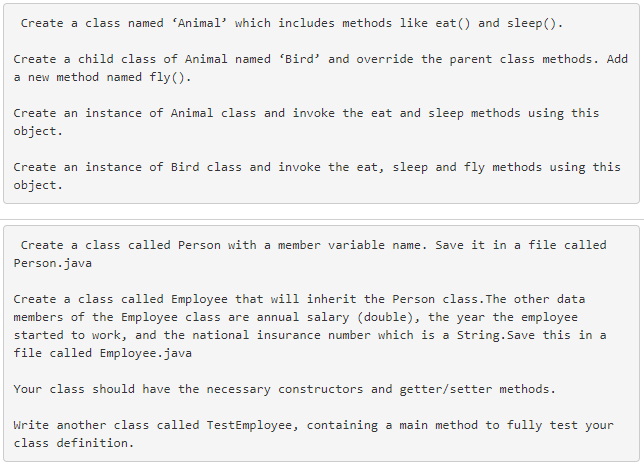 Create a class named ‘Animal’ which includes methods like eat() and sleep().
Create a child class of Animal named ‘Bird’ and override the parent class methods. Add
a new method named fly().
Create an instance of Animal class and invoke the eat and sleep methods using this
object.
Create an instance of Bird class and invoke the eat, sleep and fly methods using this
object.
Create a class called Person with a member variable name. Save it in a file called
Person.java
Create a class called Employee that will inherit the Person class.The other data
members of the Employee class are annual salary (double), the year the employee
started to work, and the national insurance number which is a String.Save this in a
file called Employee.java
Your class should have the necessary constructors and getter/setter methods.
Write another class called TestEmployee, containing a main method to fully test your
class definition.